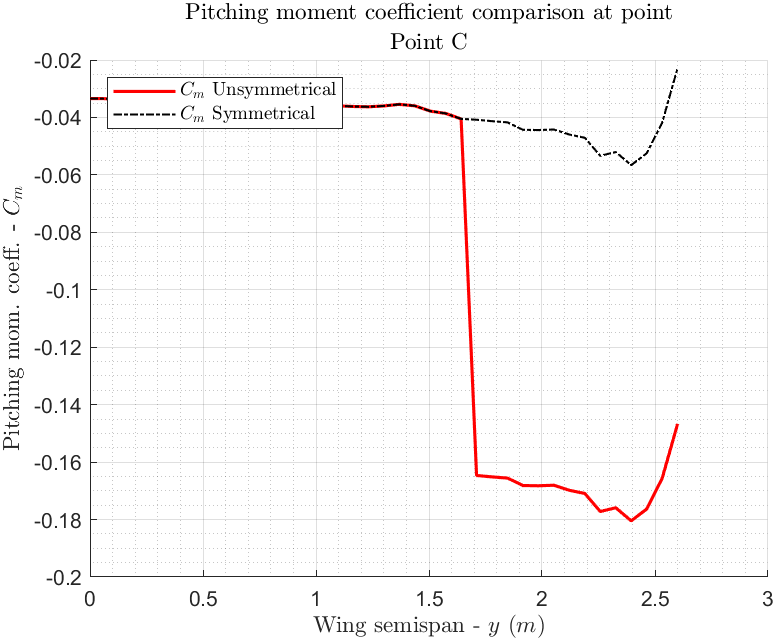 Pitching moment coefficient comparison at point
Point C
Pitching mom. coeff. - C_m
-0.02
-0.04
-0.06
-0.08
-0.1
-0.12
-0.14
-0.16
-0.18
-0.2
C_m Unsymmetrical
C_m Symmetrical
0 0.5 1 1.5 2 2.5 3
Wing semispan - y (m)